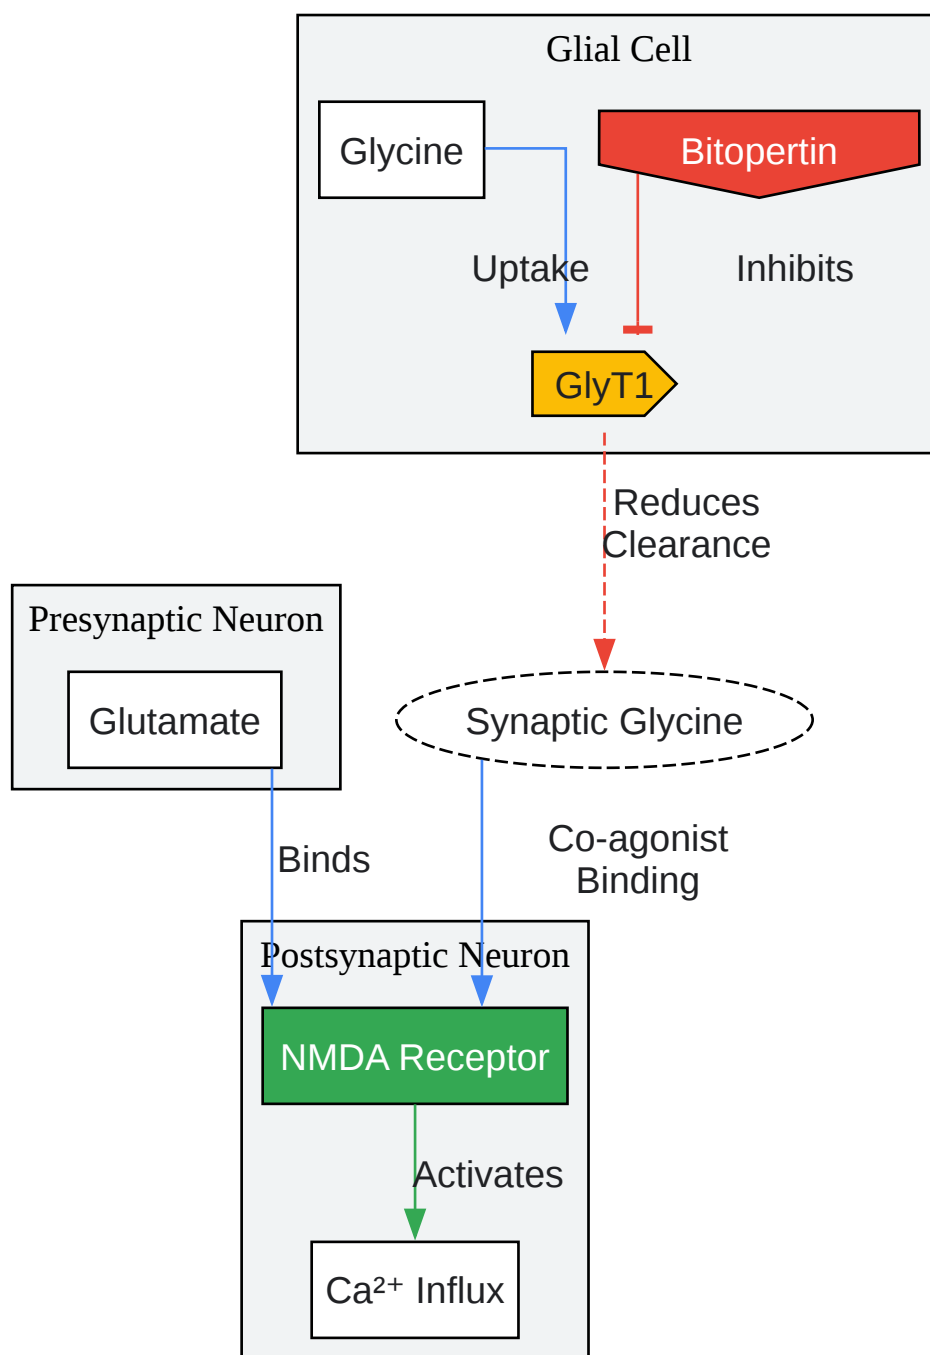 Glial Cell
Glycine
Bitopertin
Uptake
Inhibits
GlyT1
Reduces
Clearance
Presynaptic Neuron
Glutamate
Synaptic Glycine
Binds
Co-agonist
Binding
Postsynaptic Neuron
NMDA Receptor
Activates
Ca²⁺ Influx